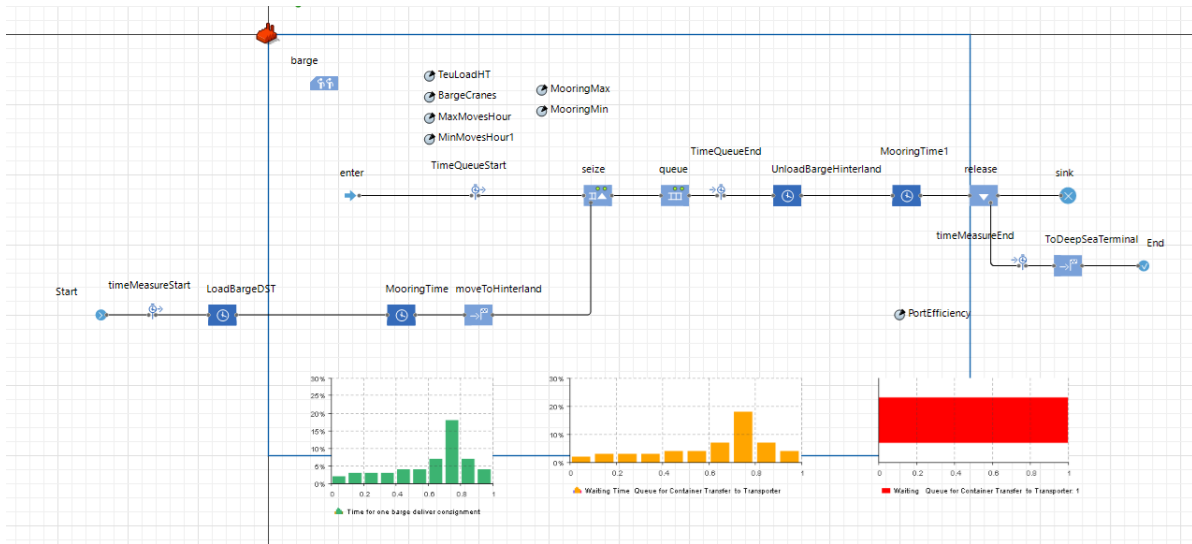 barge
TeuLoadHT
MooringMax
BargeCranes
MooringMin
MaxMovesHour
MinMovesHour1
TimeQueueEnd
MooringTime1
TimeQueueStart
enter
seize
queue
UnloadBargeHinterland
release
sink
timeMeasureEnd
ToDeepSeaTerminal
End
Start
timeMeasureStart
LoadBargeDST
MooringTime
moveToHinterland
PortEfficiency
30%
25%
20%
15%
10%
5%
0%
0 0.2 0.4 0.6 0.8 1
Time for one barge deliver consignment
30%
20%
10%
0%
0 0.2 0.4 0.6 0.8 1
Waiting Time Queue for Container Transfer to Transporter
0 0.2 0.4 0.6 0.8 1
Waiting Queue for Container Transfer to Transporter: 1